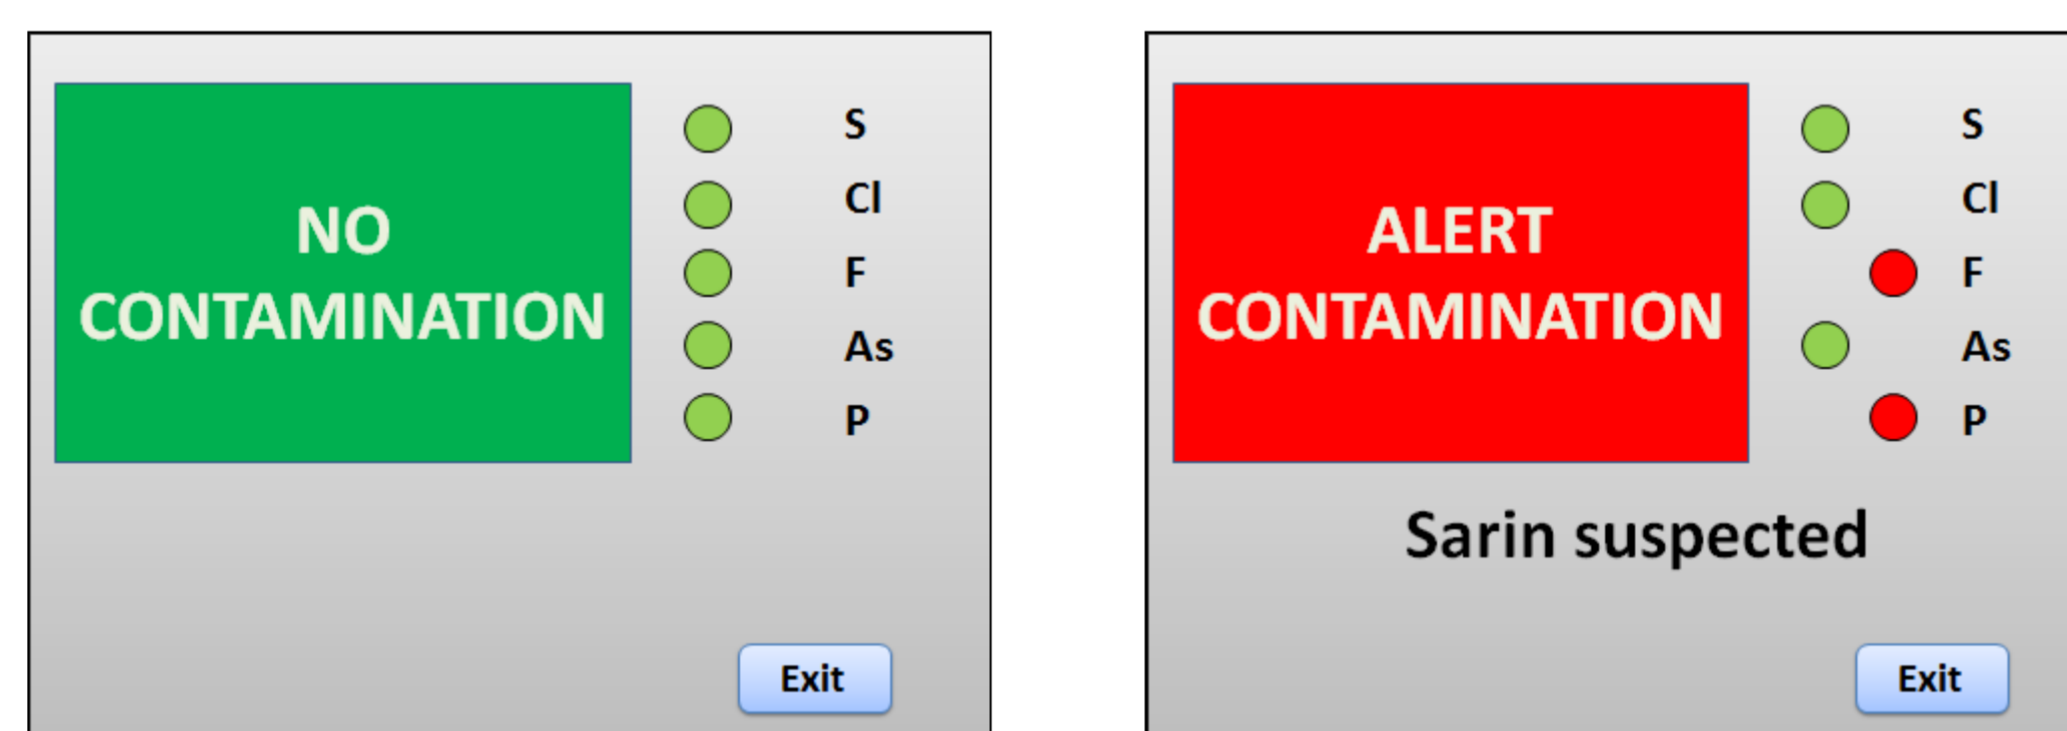 NO
CONTAMINATION
S
Cl
F
As
P
Exit
ALERT
CONTAMINATION
S
Cl
F
As
P
Sarin suspected
Exit